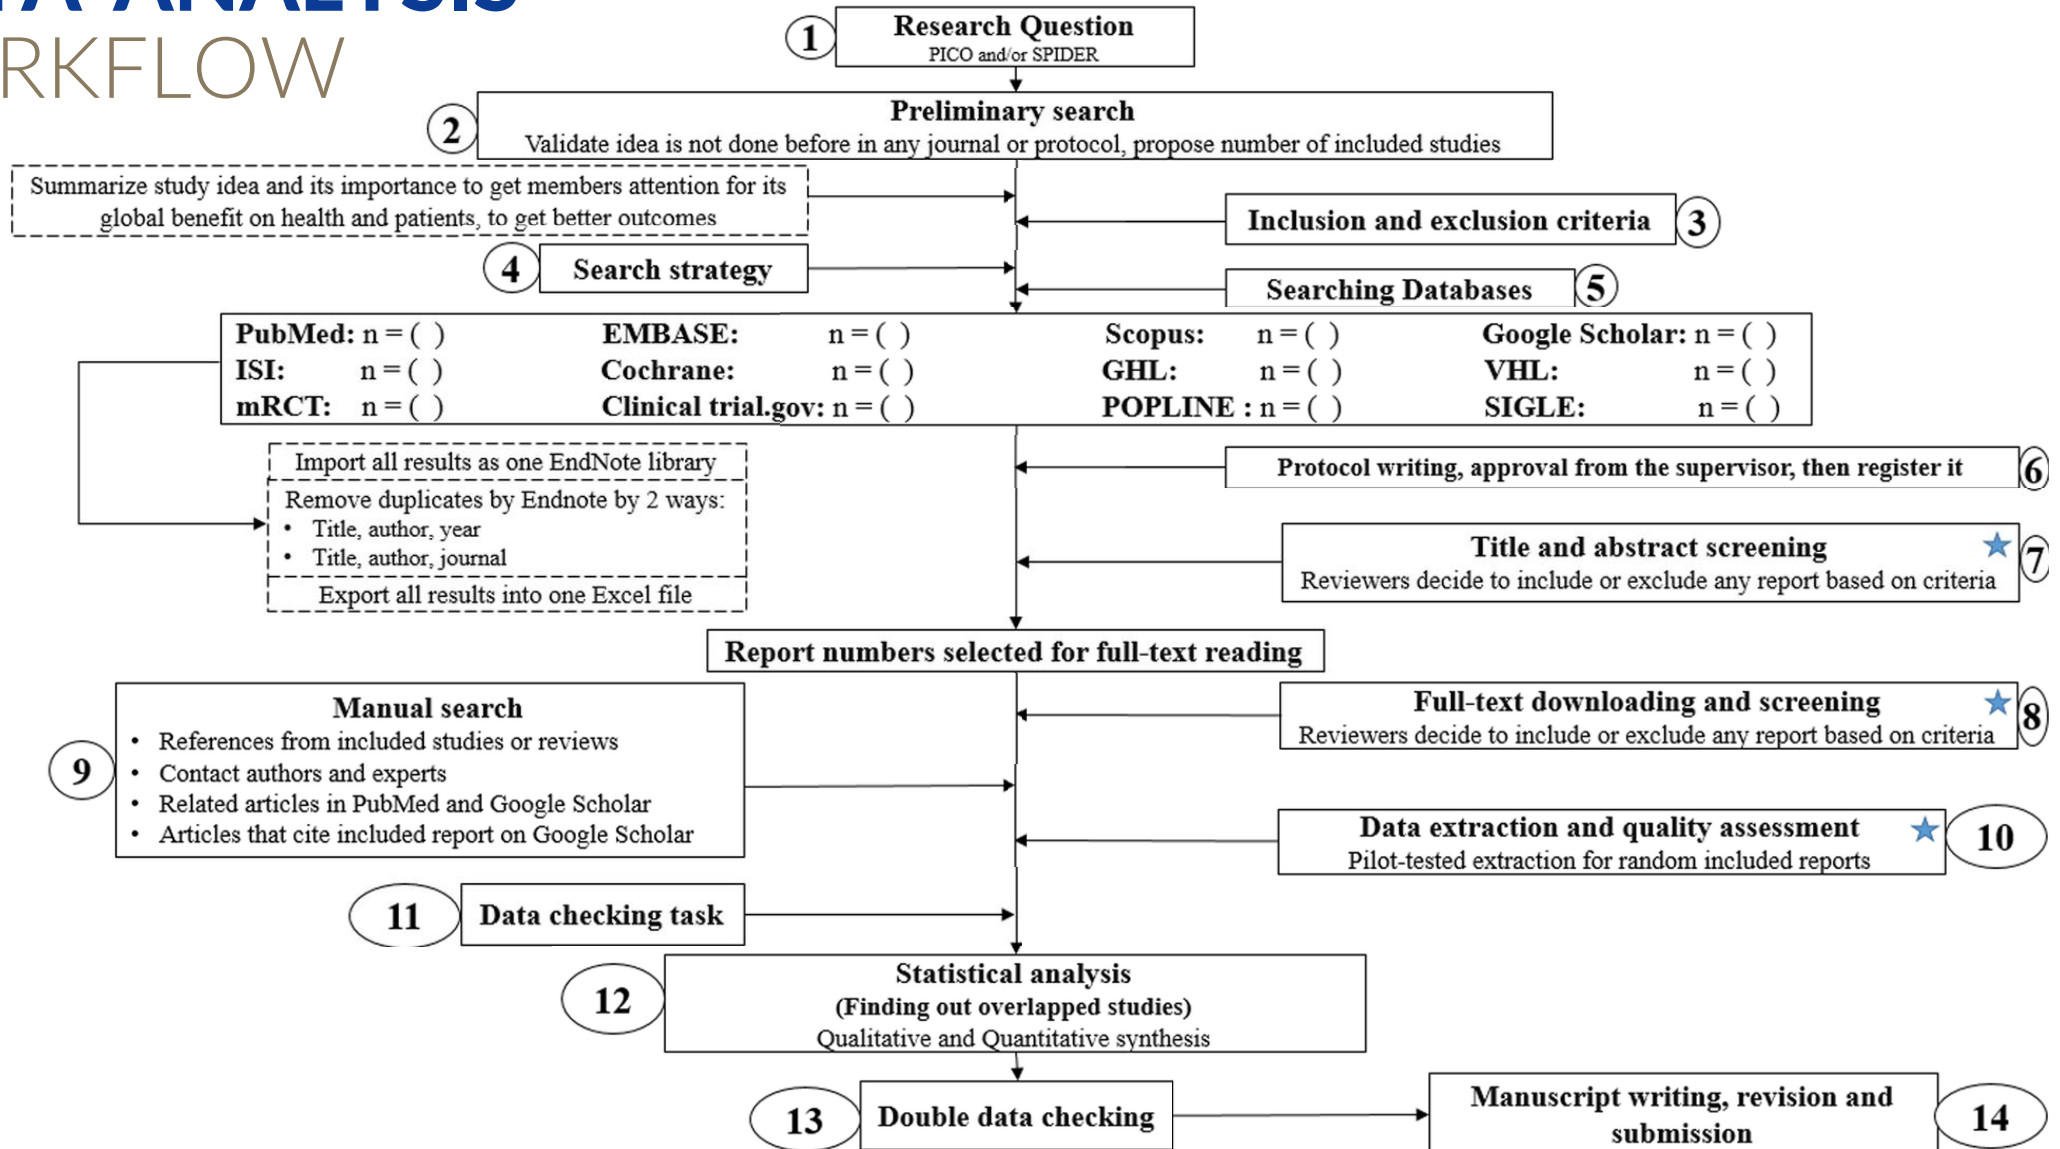 TA-ANALYSIS
RKFLOW
1
Research Question
PICO and/or SPIDER
2
Preliminary search
Validate idea is not done before in any journal or protocol, propose number of included studies
Summarize study idea and its importance to get members attention for its
global benefit on health and patients, to get better outcomes
Inclusion and exclusion criteria
3
4
Search strategy
Searching Databases
5
PubMed: n = ( ) EMBASE: n = ( ) Scopus: n = ( ) Google Scholar: n = ( )
ISI: n = ( ) Cochrane: n = ( ) GHL: n = ( ) VHL: n = ( )
mRCT: n = ( ) Clinical trial.gov: n = ( ) POPLINE : n = ( ) SIGLE: n = ( )
Import all results as one EndNote library
Remove duplicates by Endnote by 2 ways:
• Title, author, year
• Title, author, journal
Export all results into one Excel file
Protocol writing, approval from the supervisor, then register it
6
Title and abstract screening
Reviewers decide to include or exclude any report based on criteria
7
Report numbers selected for full-text reading
Full-text downloading and screening
Reviewers decide to include or exclude any report based on criteria
8
9
Manual search
• References from included studies or reviews
• Contact authors and experts
• Related articles in PubMed and Google Scholar
• Articles that cite included report on Google Scholar
Data extraction and quality assessment
Pilot-tested extraction for random included reports
10
11
Data checking task
12
Statistical analysis
(Finding out overlapped studies)
Qualitative and Quantitative synthesis
13
Double data checking
Manuscript writing, revision and
submission
14